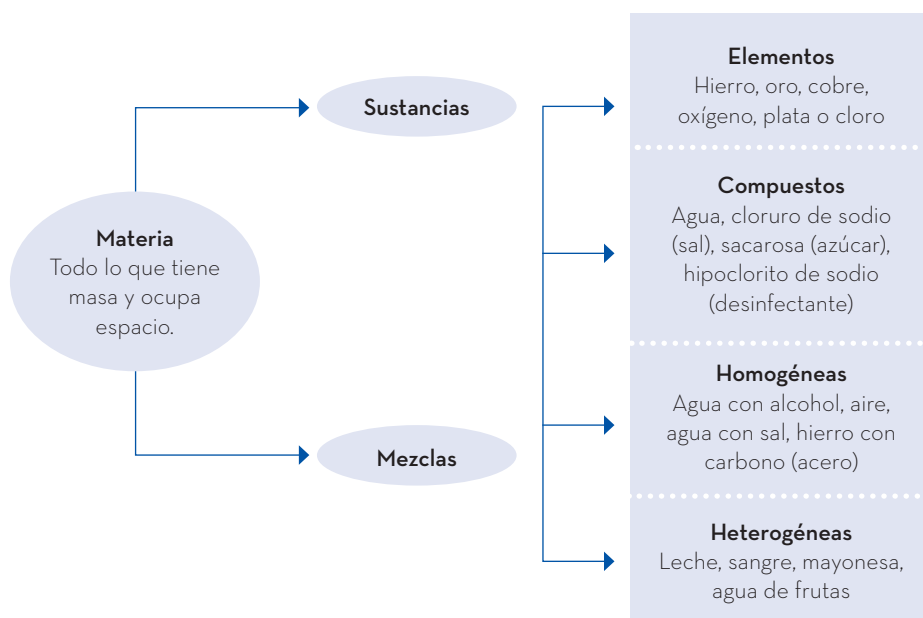 Materia
Todo lo que tiene
masa y ocupa
espacio.
Sustancias
Mezclas
Elementos
Hierro, oro, cobre,
oxígeno, plata o cloro
Compuestos
Agua, cloruro de sodio
(sal), sacarosa (azúcar),
hipoclorito de sodio
(desinfectante)
Homogéneas
Agua con alcohol, aire,
agua con sal, hierro con
carbono (acero)
Heterogéneas
Leche, sangre, mayonesa,
agua de frutas